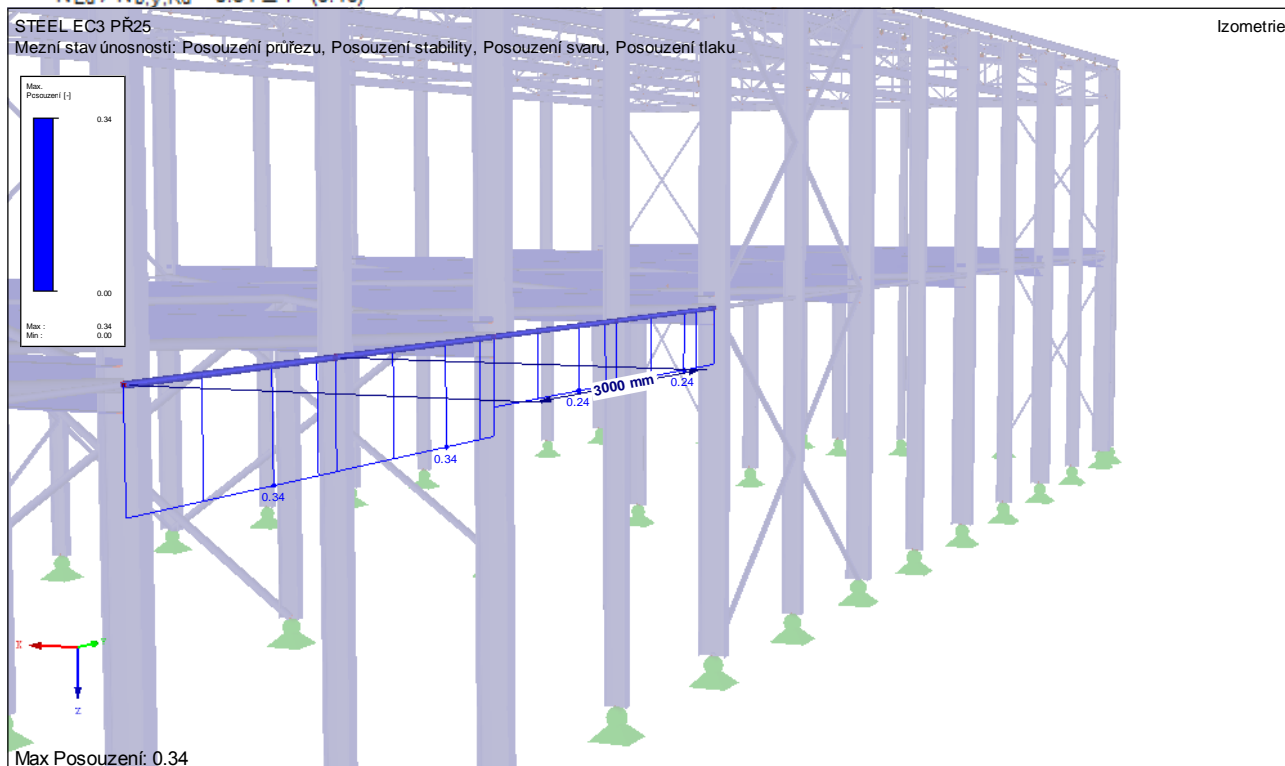 STEEL EC3 PŘ25
Izometrie
Mezní stav únosnosti: Posouzení průřezu, Posouzení stability, Posouzení svaru, Posouzení tlaku
Max.
Posouzení [-]
0.34
0.00
Max : 0.34
Min : 0.00
3000 mm
0.24
0.24
0.34
0.34
X
Y
Z
Max Posouzení: 0.34